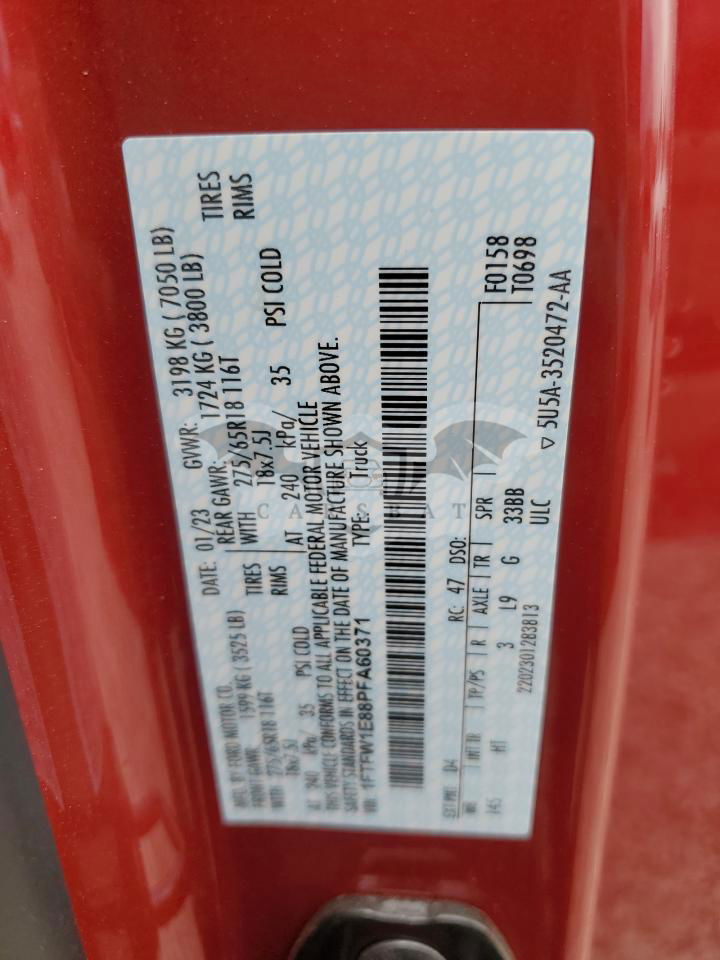 MFD. BY FORD MOTOR CO.
DATE: 01/23 GVWR: 3198 KG ( 7050 LB)
FRONT GAWR: 1599 KG ( 3525 LB) REAR GAWR: 1724 KG ( 3800 LB)
275/65R18 116T TIRES WITH 275/65R18 116T TIRES
18x7.5J RIMS 18x7.5J RIMS
AT 240 kPa/ 35 PSI COLD AT 240 kPa/ 35 PSI COLD
THIS VEHICLE CONFORMS TO ALL APPLICABLE FEDERAL MOTOR VEHICLE
SAFETY STANDARDS IN EFFECT ON THE DATE OF MANUFACTURE SHOWN ABOVE.
VIN: 1FTFW1E88PFA60371 TYPE: Truck
CARSBAT
EXT PNT: D4 RC: 47 DSO: F0158
WB INT TR TP/PS R AXLE TR SPR T0698
145 HT 3 L9 G 33BB
2202301283813 ULC
▽ 5U5A-3520472-AA